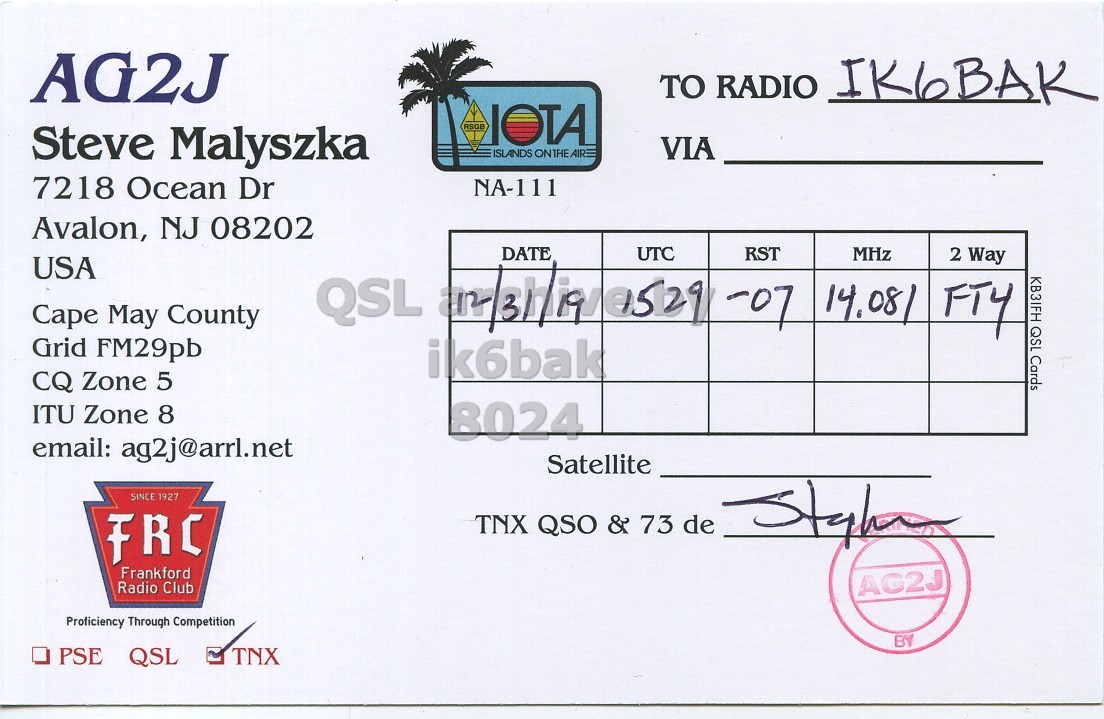 AG2J
Steve Malyszka
7218 Ocean Dr
Avalon, NJ 08202
USA
Cape May County
Grid FM29pb
CQ Zone 5
ITU Zone 8
email: ag2j@arrl.net
SINCE 1927
FRC
Frankford
Radio Club
Proficiency Through Competition
PSE QSL TNX
RSGB
IOTA
ISLANDS ON THE AIR
NA-111
TO RADIO IK6BAK
VIA
DATE UTC RST MHz 2 Way
12/31/19 1529 -07 14.081 FT4
KB3IFH QSL Cards
QSL archive by
ik6bak
8024
Satellite
TNX QSO & 73 de
VERIFIED
AG2J
BY